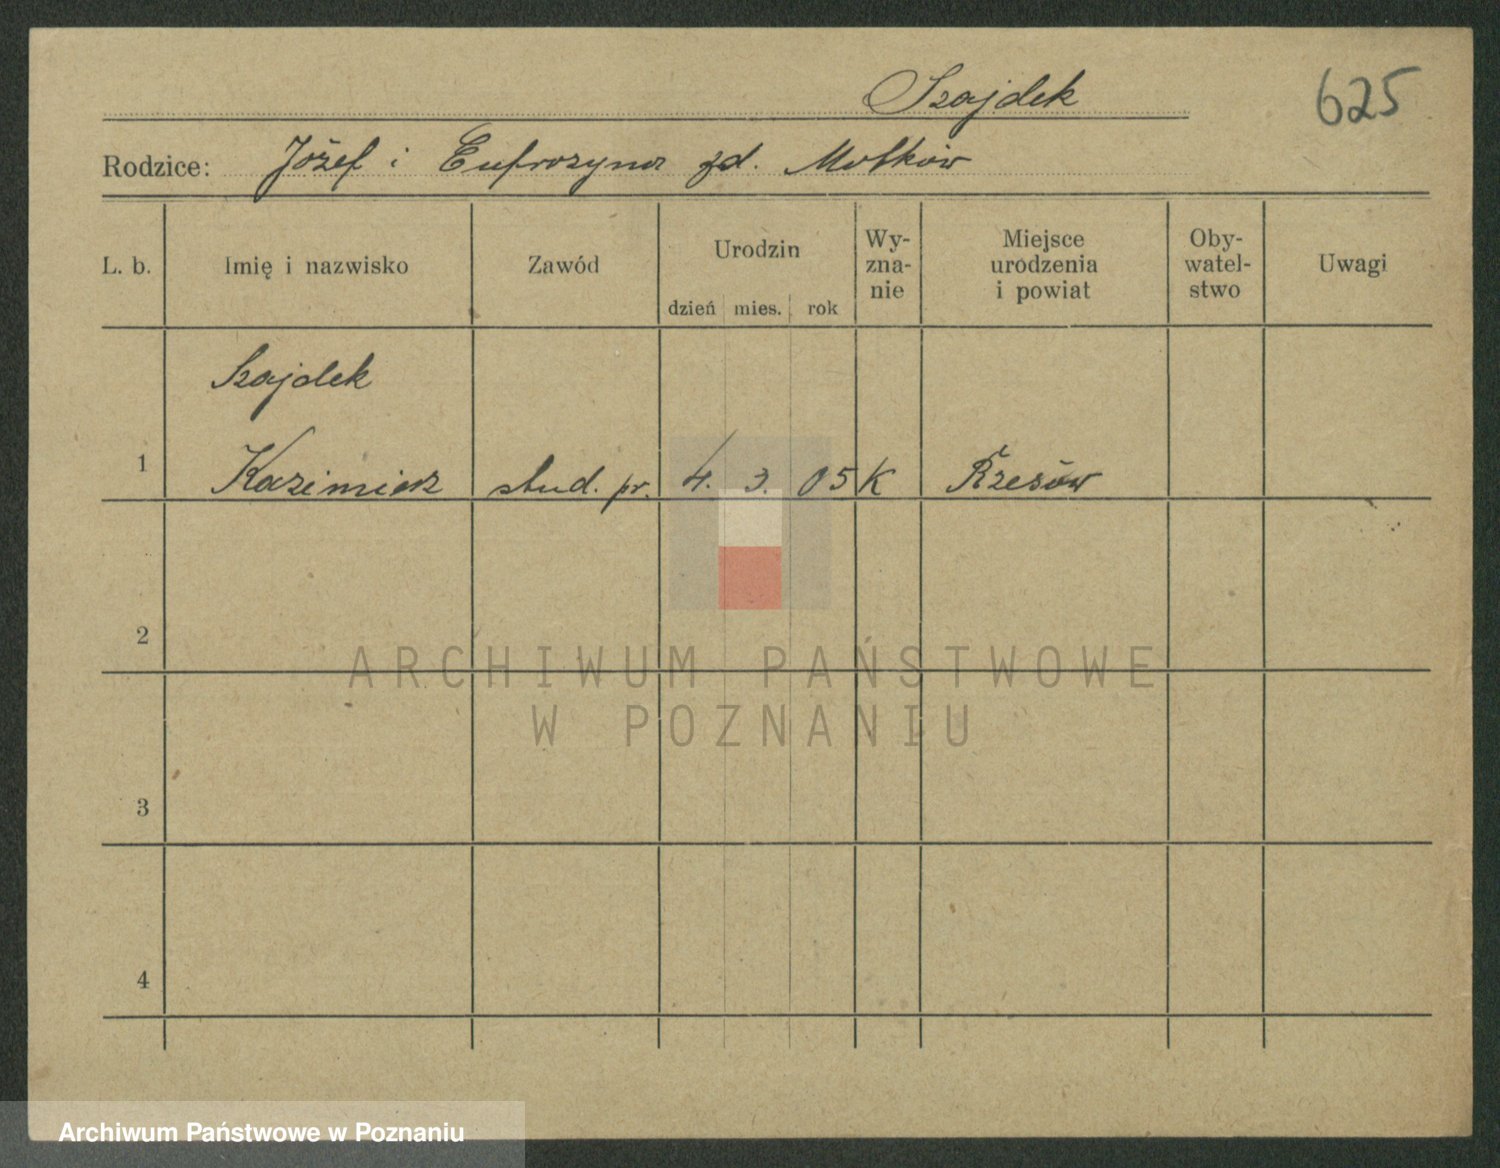 Szajdek
625
Rodzice: Józef i Eufrozyna zd. Motków
L. b.
Imię i nazwisko
Zawód
Urodzin
dzień mies. rok
Wy-
zna-
nie
Miejsce
urodzenia
i powiat
Oby-
watel-
stwo
Uwagi
Szajdek
1 Kazimierz stud. pr. 4. 3. 05 K Rzesów
2
3
4
ARCHIWUM PAŃSTWOWE
W POZNANIU
Archiwum Państwowe w Poznaniu